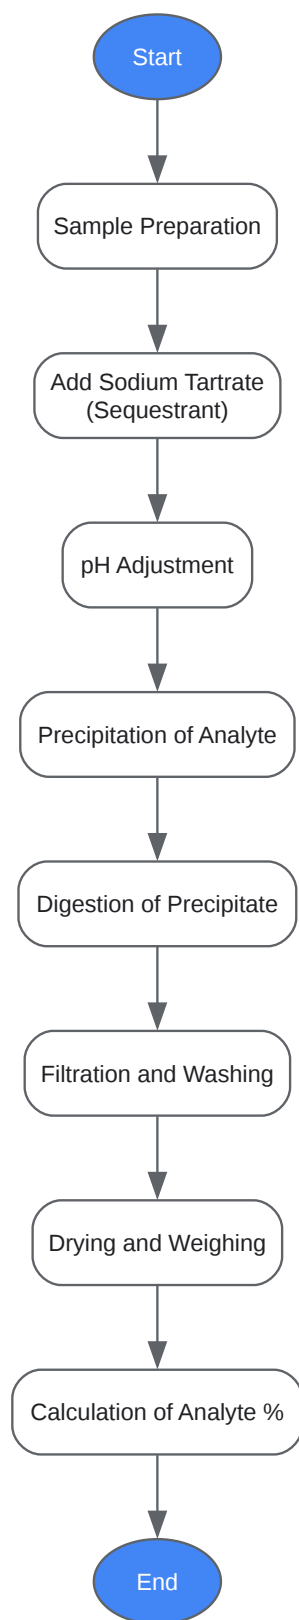 Start
Sample Preparation
Add Sodium Tartrate
(Sequestrant)
pH Adjustment
Precipitation of Analyte
Digestion of Precipitate
Filtration and Washing
Drying and Weighing
Calculation of Analyte %
End